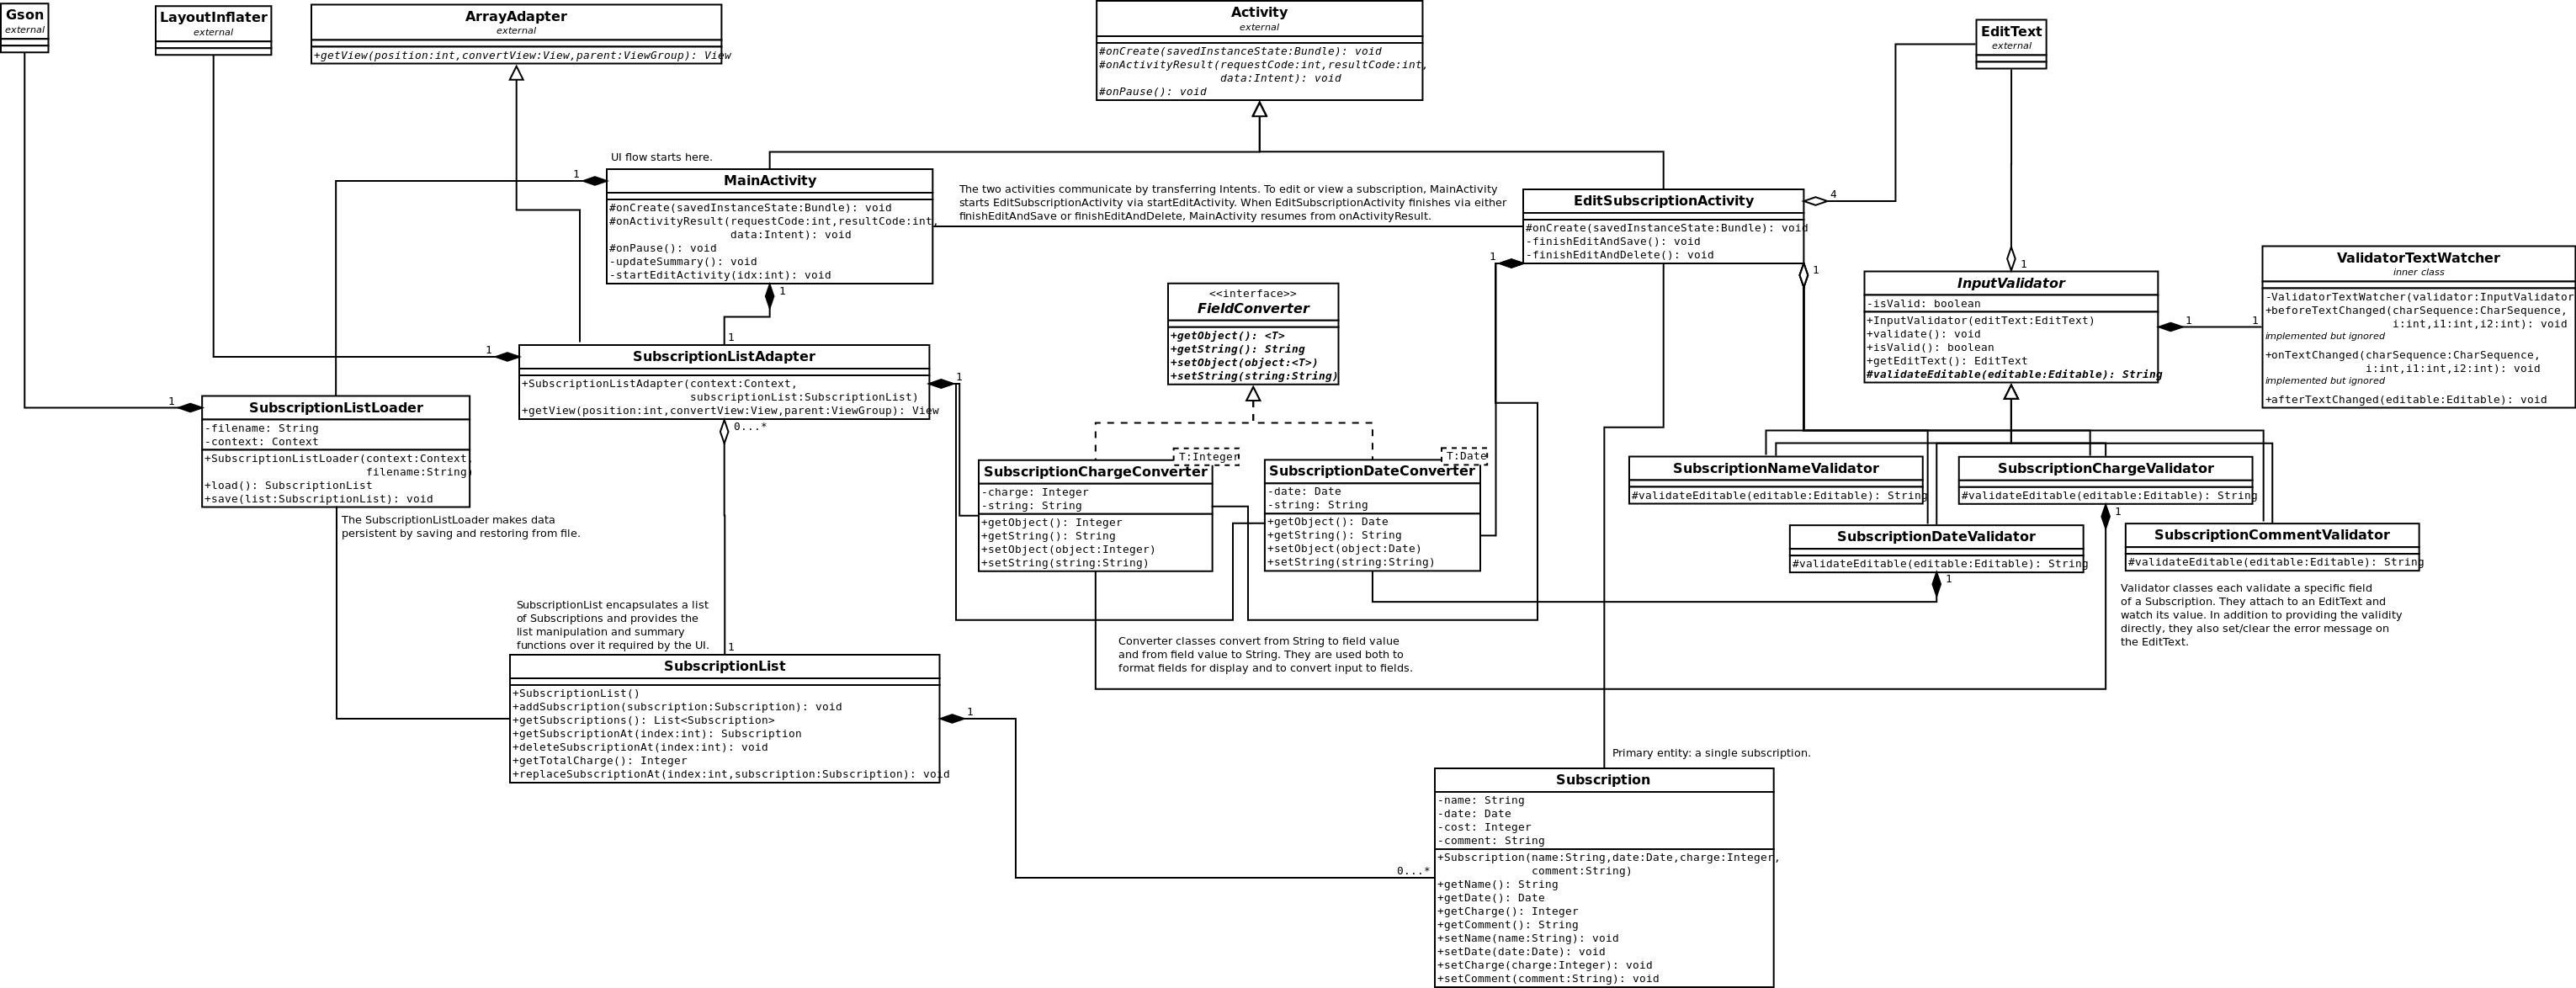 Gson
external
LayoutInflater
external
ArrayAdapter
external
+getView(position:int,convertView:View,parent:ViewGroup): View
Activity
external
#onCreate(savedInstanceState:Bundle): void
#onActivityResult(requestCode:int,resultCode:int,
data:Intent): void
#onPause(): void
EditText
external
UI flow starts here.
1
MainActivity
#onCreate(savedInstanceState:Bundle): void
#onActivityResult(requestCode:int,resultCode:int,
data:Intent): void
#onPause(): void
-updateSummary(): void
-startEditActivity(idx:int): void
1
The two activities communicate by transferring Intents. To edit or view a subscription, MainActivity
starts EditSubscriptionActivity via startEditActivity. When EditSubscriptionActivity finishes via either
finishEditAndSave or finishEditAndDelete, MainActivity resumes from onActivityResult.
EditSubscriptionActivity
#onCreate(savedInstanceState:Bundle): void
-finishEditAndSave(): void
-finishEditAndDelete(): void
4
1
1
<<interface>>
FieldConverter
+getObject(): <T>
+getString(): String
+setObject(object:<T>)
+setString(string:String)
1
InputValidator
-isValid: boolean
+InputValidator(editText:EditText)
+validate(): void
+isValid(): boolean
+getEditText(): EditText
#validateEditable(editable:Editable): String
1
1
ValidatorTextWatcher
inner class
-ValidatorTextWatcher(validator:InputValidator
+beforeTextChanged(charSequence:CharSequence,
i:int,i1:int,i2:int): void
implemented but ignored
+onTextChanged(charSequence:CharSequence,
i:int,i1:int,i2:int): void
implemented but ignored
+afterTextChanged(editable:Editable): void
1
1
SubscriptionListAdapter
+SubscriptionListAdapter(context:Context,
subscriptionList:SubscriptionList)
+getView(position:int,convertView:View,parent:ViewGroup): View
1
0...*
1
SubscriptionListLoader
-filename: String
-context: Context
+SubscriptionListLoader(context:Context,
filename:String)
+load(): SubscriptionList
+save(list:SubscriptionList): void
The SubscriptionListLoader makes data
persistent by saving and restoring from file.
T:Integer
SubscriptionChargeConverter
-charge: Integer
-string: String
+getObject(): Integer
+getString(): String
+setObject(object:Integer)
+setString(string:String)
T:Date
SubscriptionDateConverter
-date: Date
-string: String
+getObject(): Date
+getString(): String
+setObject(object:Date)
+setString(string:String)
SubscriptionNameValidator
#validateEditable(editable:Editable): String
SubscriptionChargeValidator
#validateEditable(editable:Editable): String
1
SubscriptionDateValidator
#validateEditable(editable:Editable): String
1
SubscriptionCommentValidator
#validateEditable(editable:Editable): String
Validator classes each validate a specific field
of a Subscription. They attach to an EditText and
watch its value. In addition to providing the validity
directly, they also set/clear the error message on
the EditText.
SubscriptionList encapsulates a list
of Subscriptions and provides the
list manipulation and summary
functions over it required by the UI.
1
Converter classes convert from String to field value
and from field value to String. They are used both to
format fields for display and to convert input to fields.
SubscriptionList
+SubscriptionList()
+addSubscription(subscription:Subscription): void
+getSubscriptions(): List<Subscription>
+getSubscriptionAt(index:int): Subscription
+deleteSubscriptionAt(index:int): void
+getTotalCharge(): Integer
+replaceSubscriptionAt(index:int,subscription:Subscription): void
1
0...*
Primary entity: a single subscription.
Subscription
-name: String
-date: Date
-cost: Integer
-comment: String
+Subscription(name:String,date:Date,charge:Integer,
comment:String)
+getName(): String
+getDate(): Date
+getCharge(): Integer
+getComment(): String
+setName(name:String): void
+setDate(date:Date): void
+setCharge(charge:Integer): void
+setComment(comment:String): void